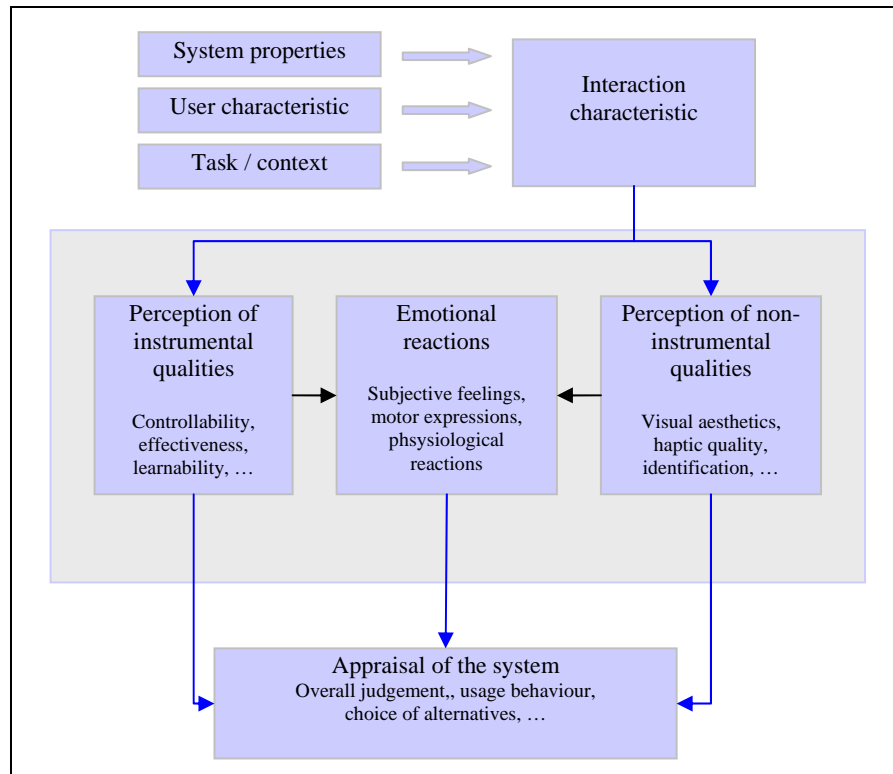 System properties
User characteristic
Task / context
Interaction
characteristic
Perception of
instrumental
qualities
Controllability,
effectiveness,
learnability, …
Emotional
reactions
Subjective feelings,
motor expressions,
phsysiological
reactions
Perception of non-
instrumental
qualities
Visual aesthetics,
haptic quality,
identification, …
Appraisal of the system
Overall judgement,, usage behaviour,
choice of alternatives, …